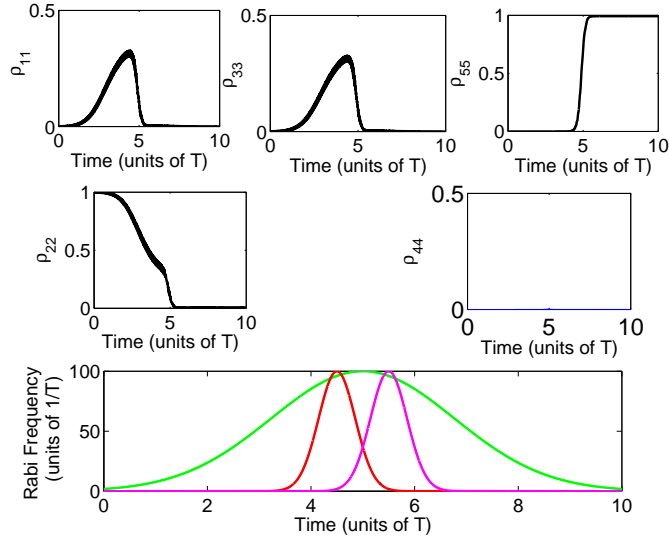 0.5
ρ11
0
0 5 10
Time (units of T)
0.5
ρ33
0
0 5 10
Time (units of T)
1
0.5
ρ55
0
0 5 10
Time (units of T)
1
0.5
ρ22
0
0 5 10
Time (units of T)
0.5
ρ44
0
0 5 10
Time (units of T)
100
50
0
Rabi Frequency
(units of 1/T)
0 2 4 6 8 10
Time (units of T)